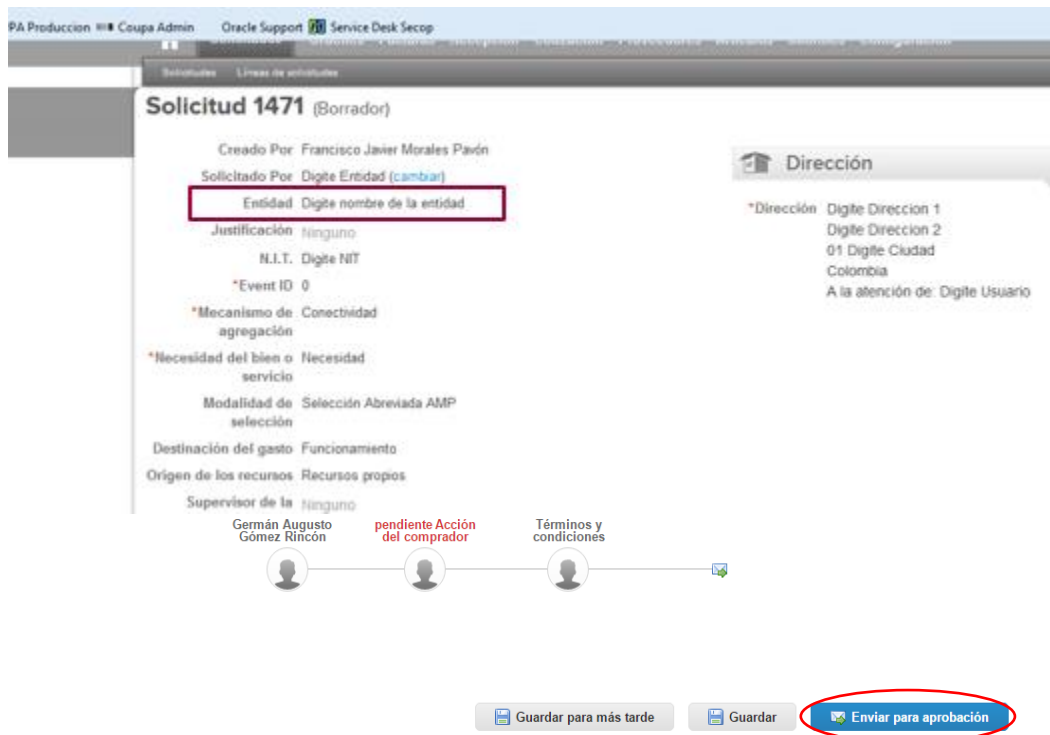 PA Produccion Coupa Admin Oracle Support Service Desk Secop
Solicitudes Líneas de solicitudes
Solicitud 1471 (Borrador)
Creado Por Francisco Javier Morales Pavón
Solicitado Por Digite Entidad (cambiar)
Entidad Digite nombre de la entidad
Justificación Ninguno
N.I.T. Digite NIT
*Event ID 0
*Mecanismo de Conectividad
agregación
*Necesidad del bien o Necesidad
servicio
Modalidad de Selección Abreviada AMP
selección
Destinación del gasto Funcionamiento
Origen de los recursos Recursos propios
Supervisor de la Ninguno
Dirección
*Dirección Digite Direccion 1
Digite Direccion 2
01 Digite Ciudad
Colombia
A la atención de: Digite Usuario
Germán Augusto pendiente Acción Términos y
Gómez Rincón del comprador condiciones
Guardar para más tarde Guardar Enviar para aprobación